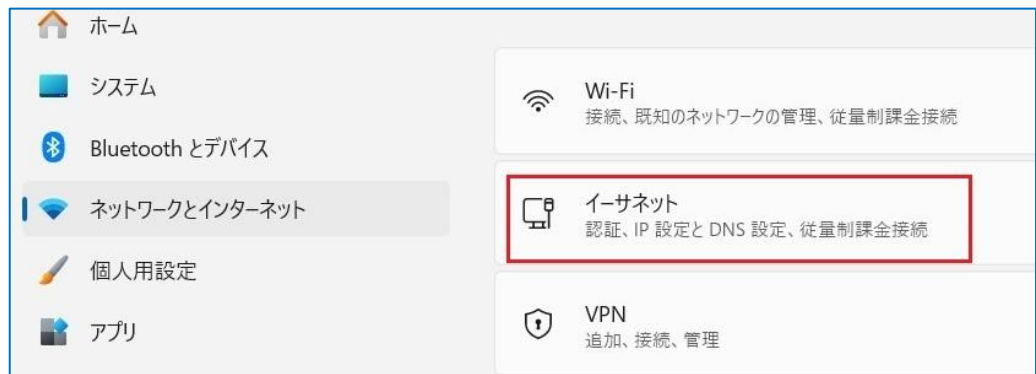 ホーム
システム
Bluetooth とデバイス
ネットワークとインターネット
個人用設定
アプリ
Wi-Fi
接続、既知のネットワークの管理、従量制課金接続
イーサネット
認証、IP 設定と DNS 設定、従量制課金接続
VPN
追加、接続、管理